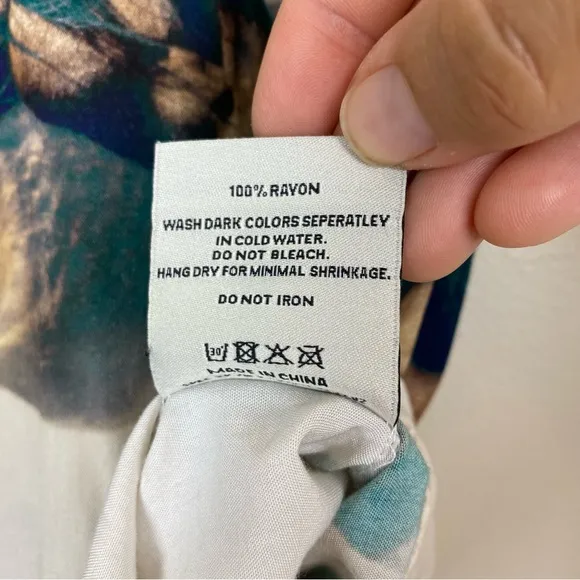 100% RAYON
WASH DARK COLORS SEPERATLEY
IN COLD WATER.
DO NOT BLEACH.
HANG DRY FOR MINIMAL SHRINKAGE.
DO NOT IRON
30°
MADE IN CHINA